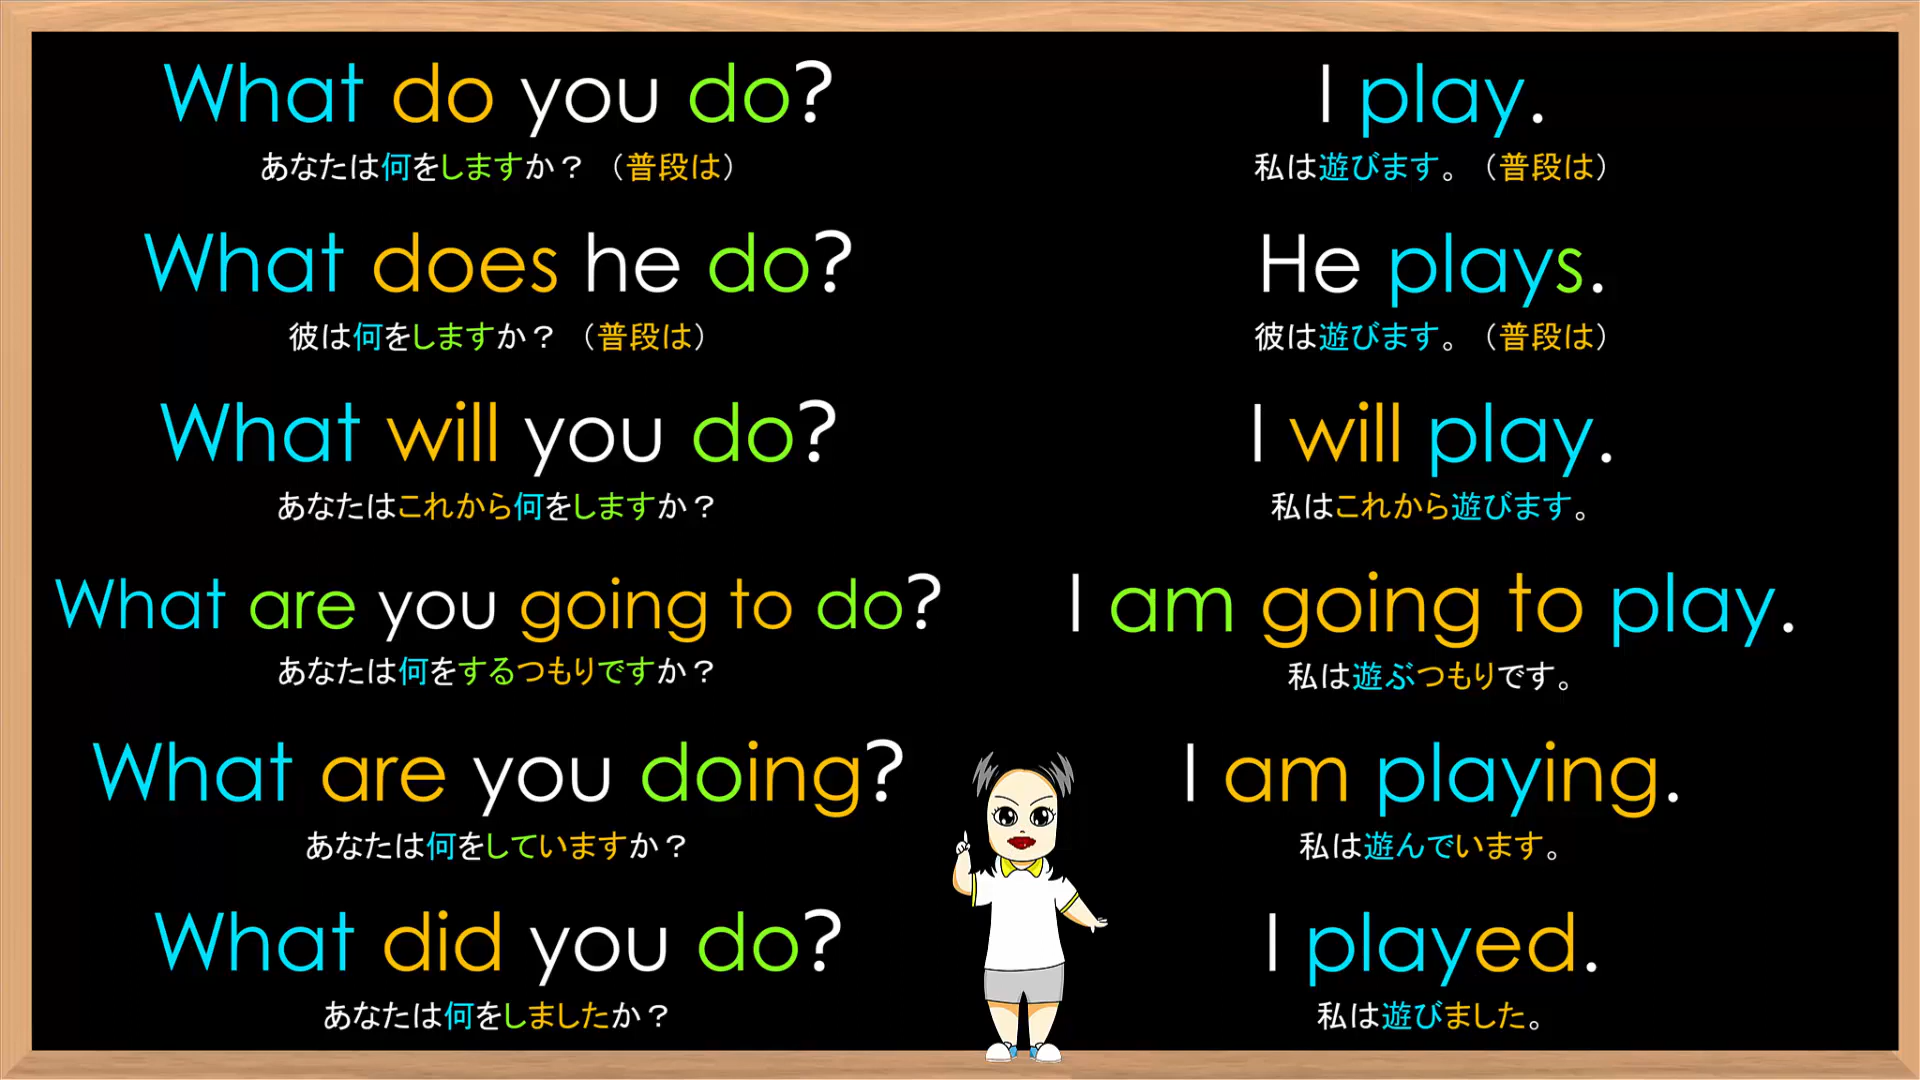 What do you do?
あなたは何をしますか？（普段は）
I play.
私は遊びます。（普段は）
What does he do?
彼は何をしますか？（普段は）
He plays.
彼は遊びます。（普段は）
What will you do?
あなたはこれから何をしますか？
I will play.
私はこれから遊びます。
What are you going to do?
あなたは何をするつもりですか？
I am going to play.
私は遊ぶつもりです。
What are you doing?
あなたは何をしていますか？
I am playing.
私は遊んでいます。
What did you do?
あなたは何をしましたか？
I played.
私は遊びました。